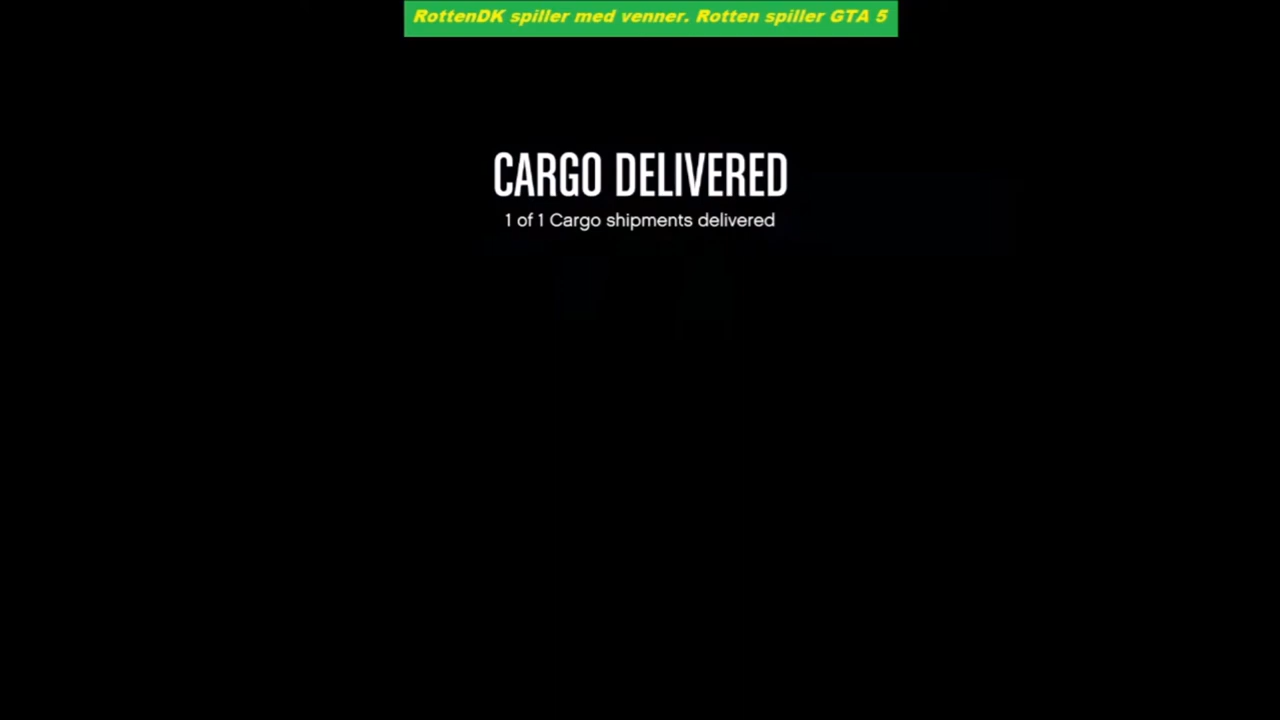 RottenDK spiller med venner. Rotten spiller GTA 5
CARGO DELIVERED
1 of 1 Cargo shipments delivered